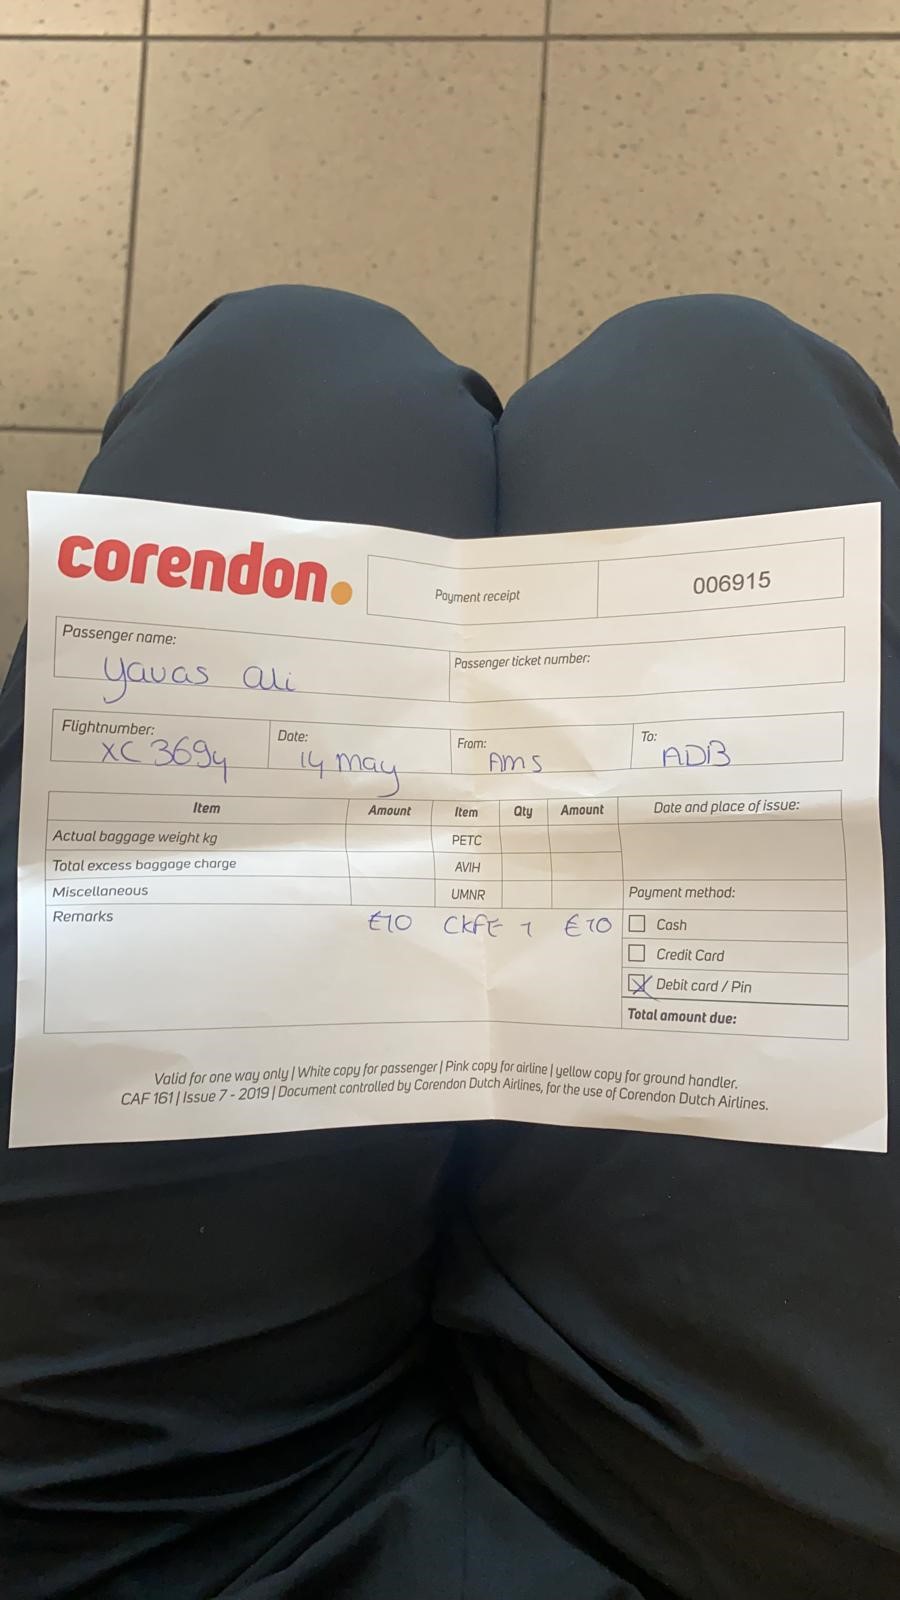 corendon.
Payment receipt
006915
Passenger name:
Yavas Ali
Passenger ticket number:
Flightnumber:
XC 3694
Date:
14 May
From:
AMS
To:
ADB
Item Amount Item Qty Amount Date and place of issue:
Actual baggage weight kg PETC
Total excess baggage charge AVIH
Miscellaneous UMNR Payment method:
Remarks €10 CKFE 1 €10 Cash
Credit Card
Debit card / Pin
Total amount due:
Valid for one way only | White copy for passenger | Pink copy for airline | yellow copy for ground handler.
CAF 161 | Issue 7 - 2019 | Document controlled by Corendon Dutch Airlines, for the use of Corendon Dutch Airlines.